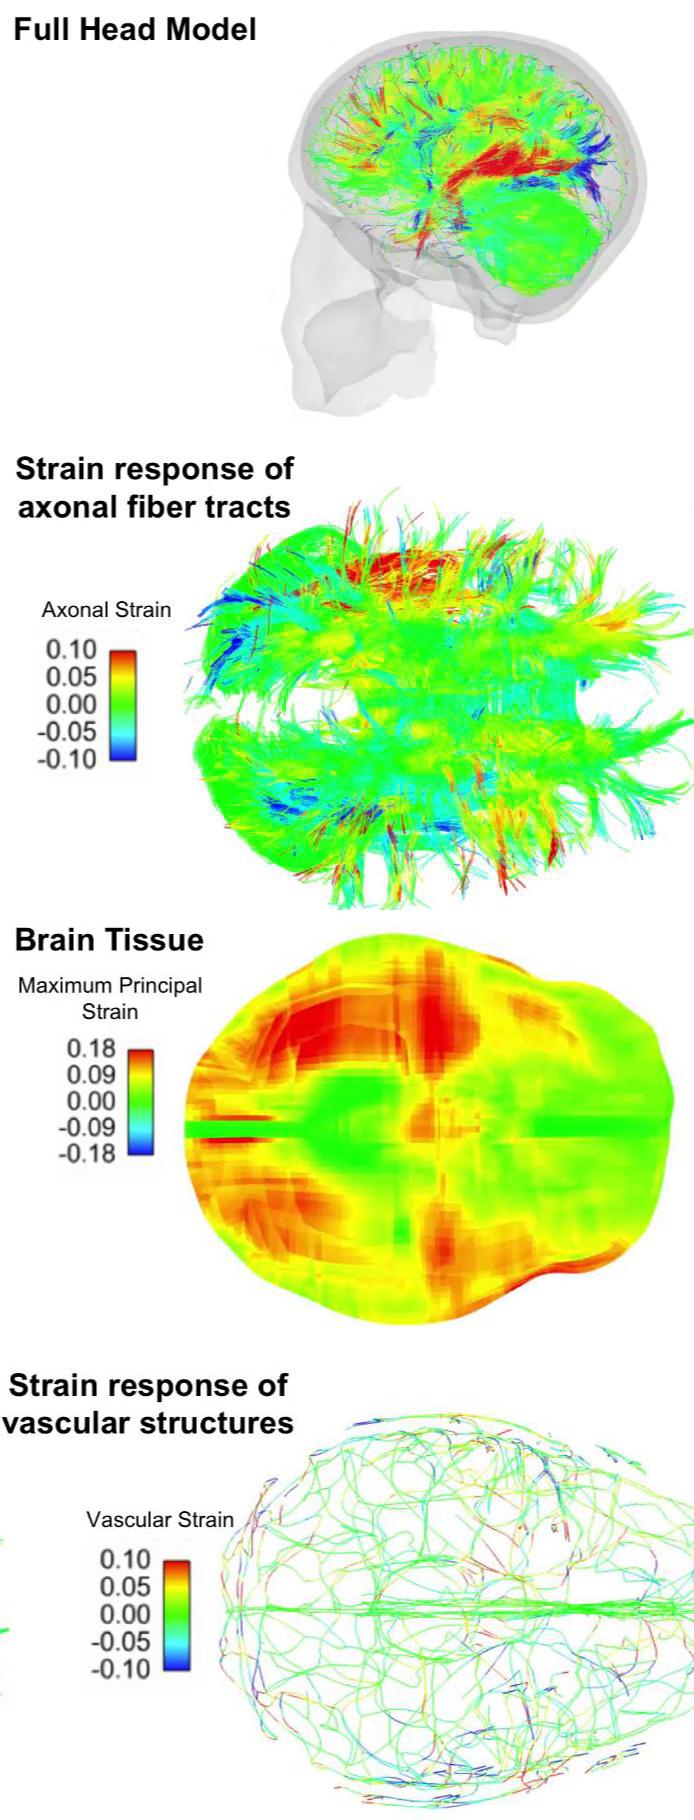 Full Head Model
Strain response of
axonal fiber tracts
Axonal Strain
0.10
0.05
0.00
-0.05
-0.10
Brain Tissue
Maximum Principal
Strain
0.18
0.09
0.00
-0.09
-0.18
Strain response of
vascular structures
Vascular Strain
0.10
0.05
0.00
-0.05
-0.10